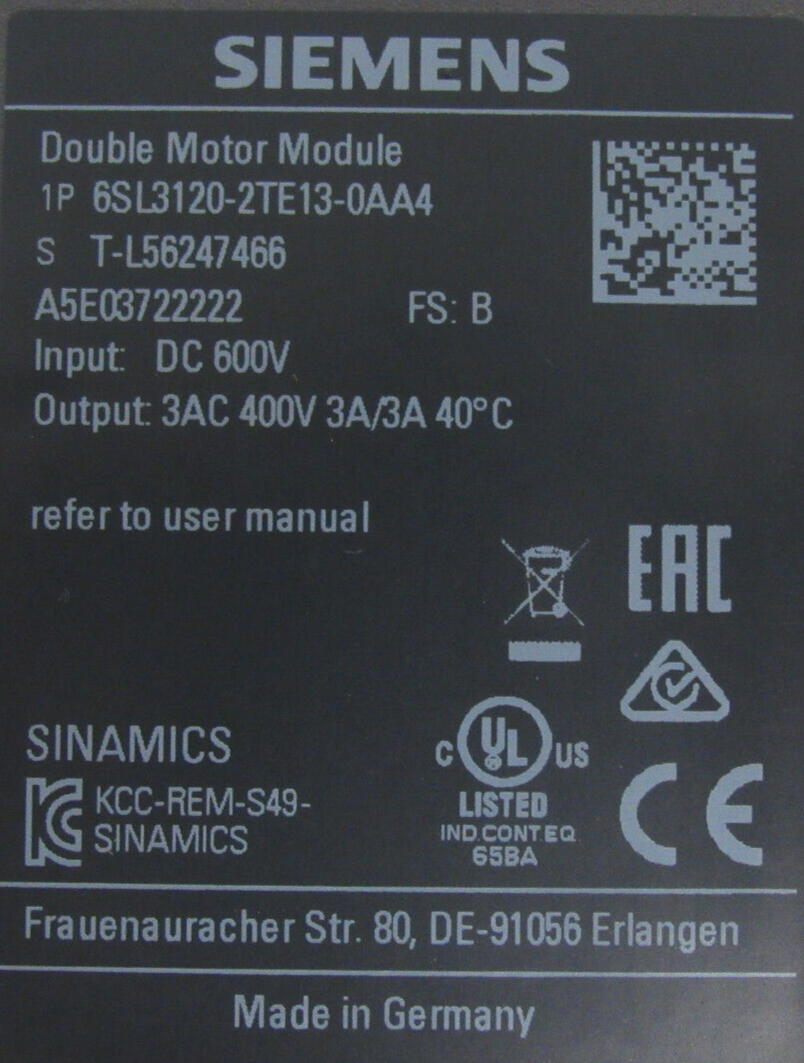 SIEMENS
Double Motor Module
1P 6SL3120-2TE13-0AA4
S T-L56247466
A5E03722222 FS: B
Input: DC 600V
Output: 3AC 400V 3A/3A 40°C
refer to user manual
EAC
SINAMICS
KCC-REM-S49-
SINAMICS
C UL® US
LISTED
IND.CONT.EQ
65BA
CE
Frauenauracher Str. 80, DE-91056 Erlangen
Made in Germany